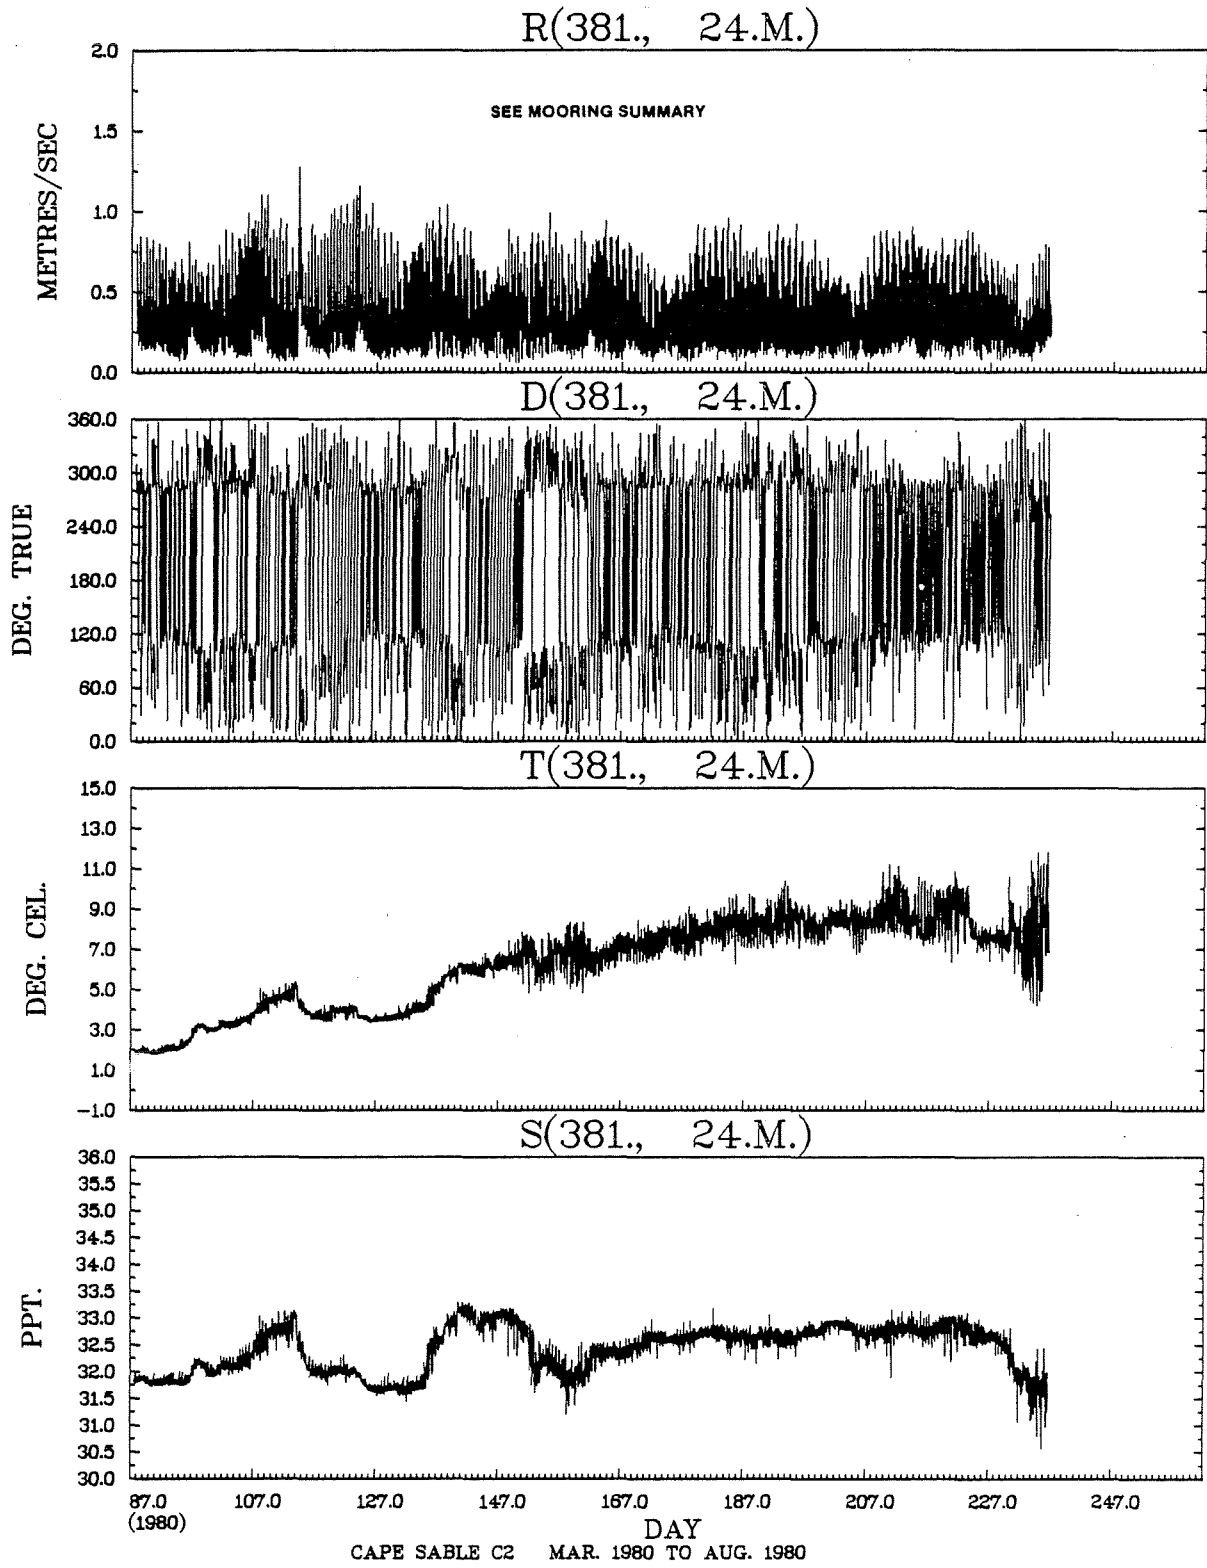 R(381., 24.M.)
2.0
1.5
1.0
0.5
0.0
METRES/SEC
SEE MOORING SUMMARY
D(381., 24.M.)
360.0
300.0
240.0
180.0
120.0
60.0
0.0
DEG. TRUE
T(381., 24.M.)
15.0
13.0
11.0
9.0
7.0
5.0
3.0
1.0
-1.0
DEG. CEL.
S(381., 24.M.)
36.0
35.5
35.0
34.5
34.0
33.5
33.0
32.5
32.0
31.5
31.0
30.5
30.0
PPT.
87.0 107.0 127.0 147.0 167.0 187.0 207.0 227.0 247.0
(1980)
DAY
CAPE SABLE C2 MAR. 1980 TO AUG. 1980